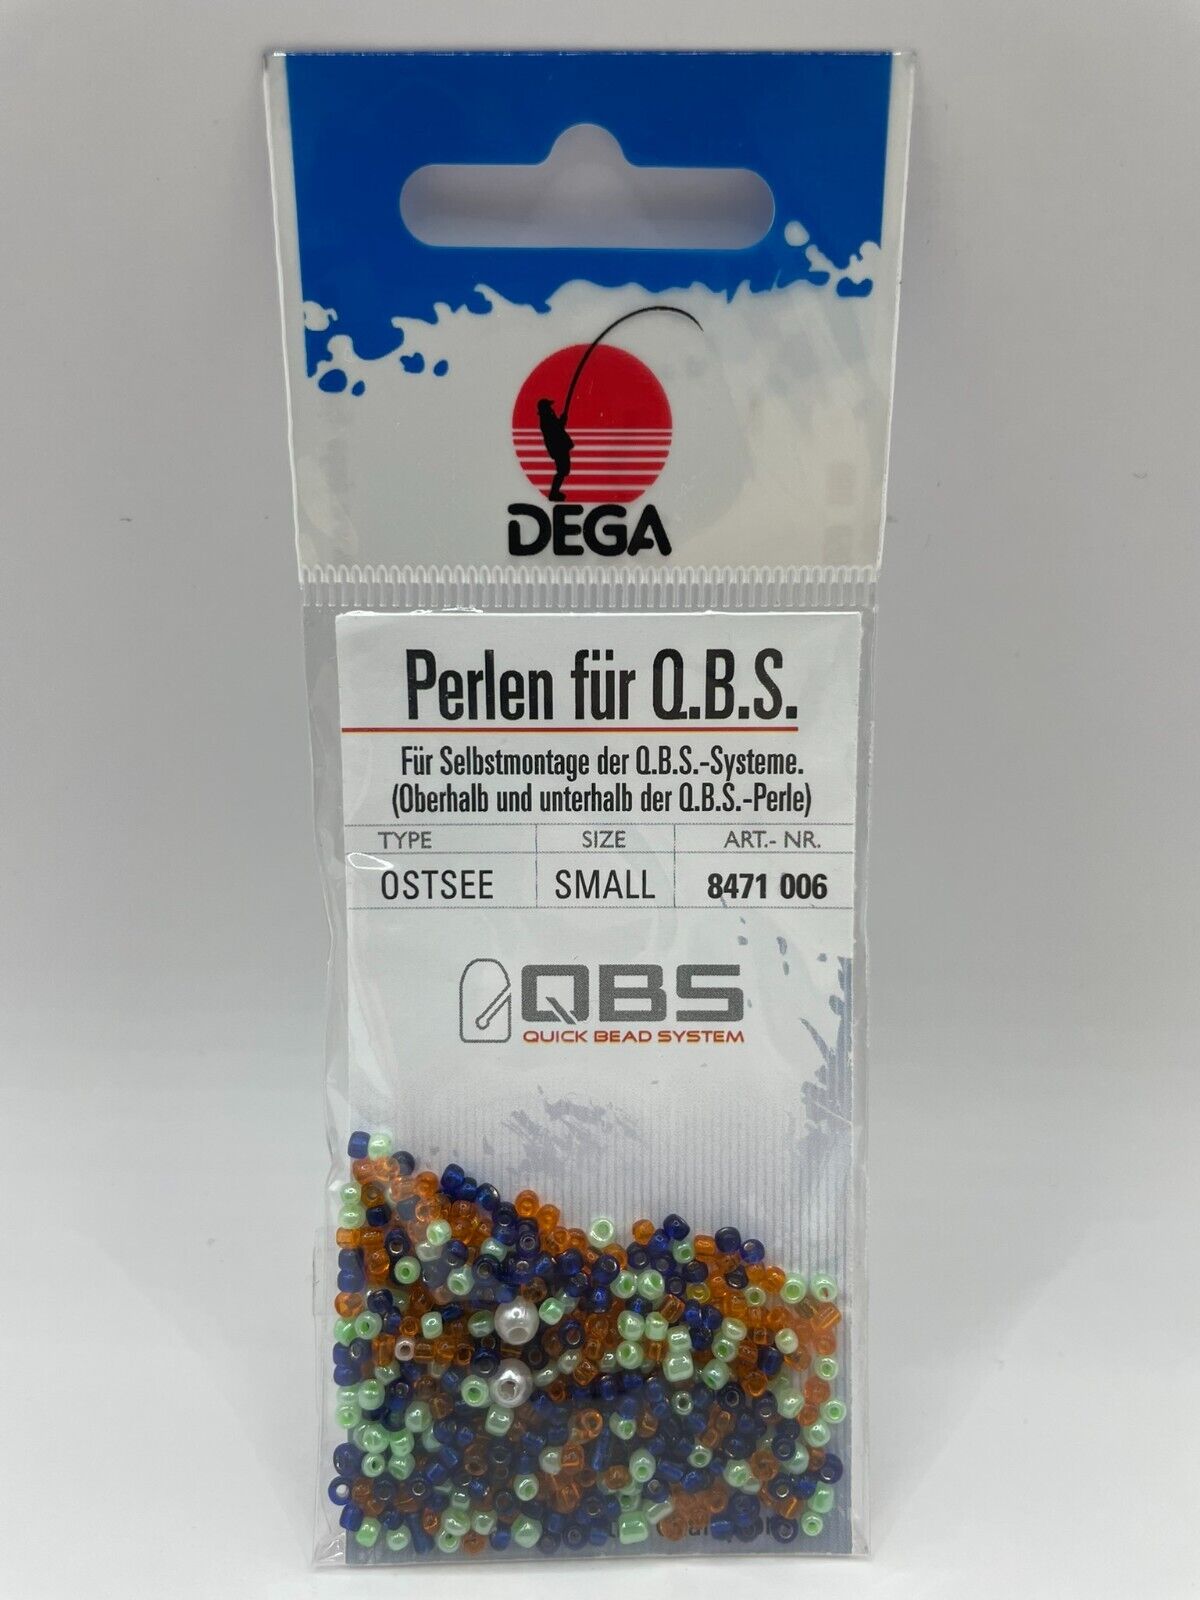 DEGA
Perlen für Q.B.S.
Für Selbstmontage der Q.B.S.-Systeme.
(Oberhalb und unterhalb der Q.B.S.-Perle)
TYPE SIZE ART.- NR.
OSTSEE SMALL 8471 006
QBS
QUICK BEAD SYSTEM